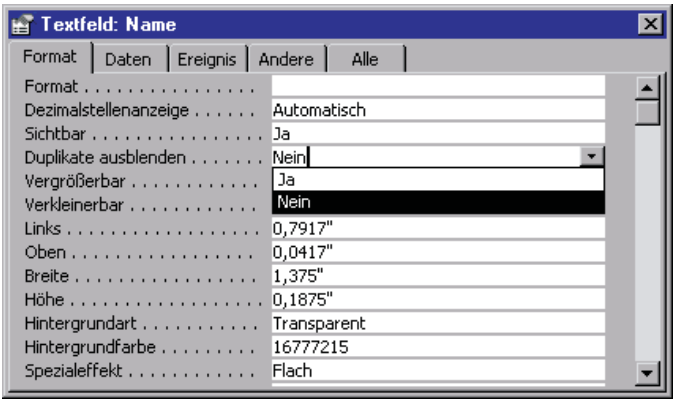 Textfeld: Name
Format Daten Ereignis Andere Alle
Format . . . . . . . . . . . . . . . .
Dezimalstellenanzeige . . . . . . Automatisch
Sichtbar . . . . . . . . . . . . . . . . Ja
Duplikate ausblenden . . . . . . . Nein
Vergrößerbar . . . . . . . . . . . . Ja
Verkleinerbar . . . . . . . . . . . . Nein
Links . . . . . . . . . . . . . . . . . . 0,7917"
Oben . . . . . . . . . . . . . . . . . 0,0417"
Breite . . . . . . . . . . . . . . . . . 1,375"
Höhe . . . . . . . . . . . . . . . . . . 0,1875"
Hintergrundart . . . . . . . . . . . Transparent
Hintergrundfarbe . . . . . . . . . 16777215
Spezialeffekt . . . . . . . . . . . . Flach